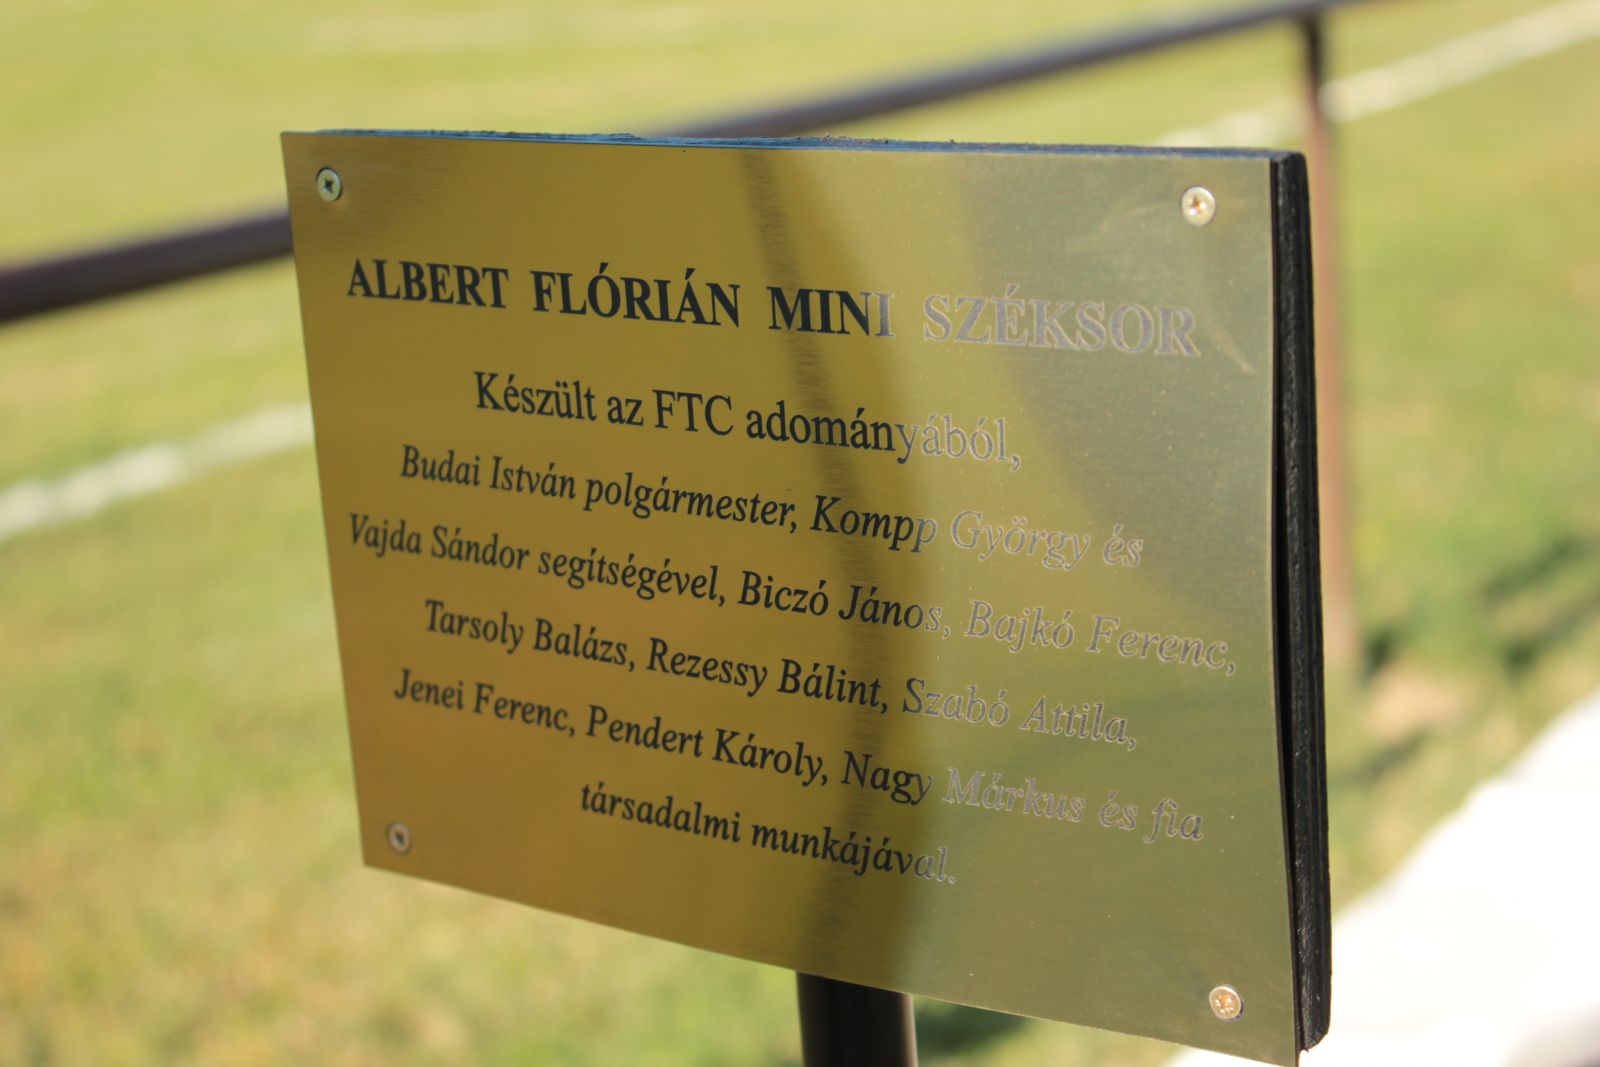 ALBERT FLÓRIÁN MINI SZÉKSOR
Készült az FTC adományából,
Budai István polgármester, Kompp György és
Vajda Sándor segítségével, Biczó János, Bajkó Ferenc,
Tarsoly Balázs, Rezessy Bálint, Szabó Attila,
Jenei Ferenc, Pendert Károly, Nagy Márkus és fia
társadalmi munkájával.